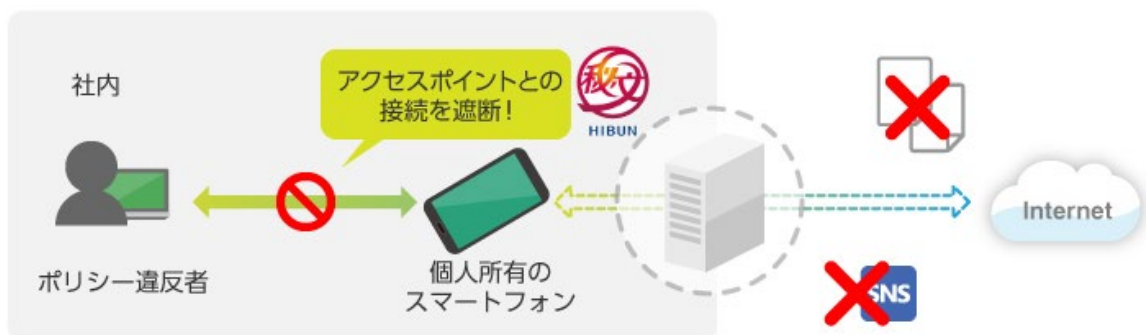 社内
アクセスポイントとの
接続を遮断！
秘文
HIBUN
Internet
ポリシー違反者
個人所有の
スマートフォン
SNS